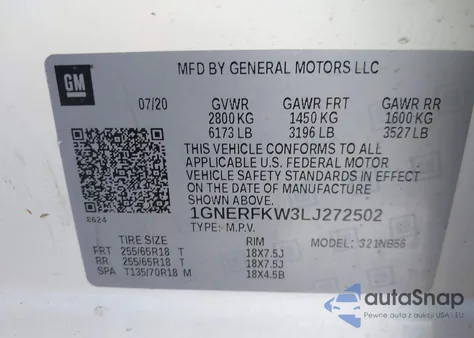 GM
MFD BY GENERAL MOTORS LLC
07/20 GVWR GAWR FRT GAWR RR
2800 KG 1450 KG 1600 KG
6173 LB 3196 LB 3527 LB
THIS VEHICLE CONFORMS TO ALL
APPLICABLE U.S. FEDERAL MOTOR
VEHICLE SAFETY STANDARDS IN EFFECT
ON THE DATE OF MANUFACTURE
SHOWN ABOVE.
8624
1GNERFKW3LJ272502
TYPE: M.P.V. MODEL: 321NB56
TIRE SIZE RIM
FRT 255/65R18 T 18X7.5J
RR 255/65R18 T 18X7.5J
SPA T135/70R18 M 18X4.5B
autoSnap
Pewne auta z aukcji USA i EU